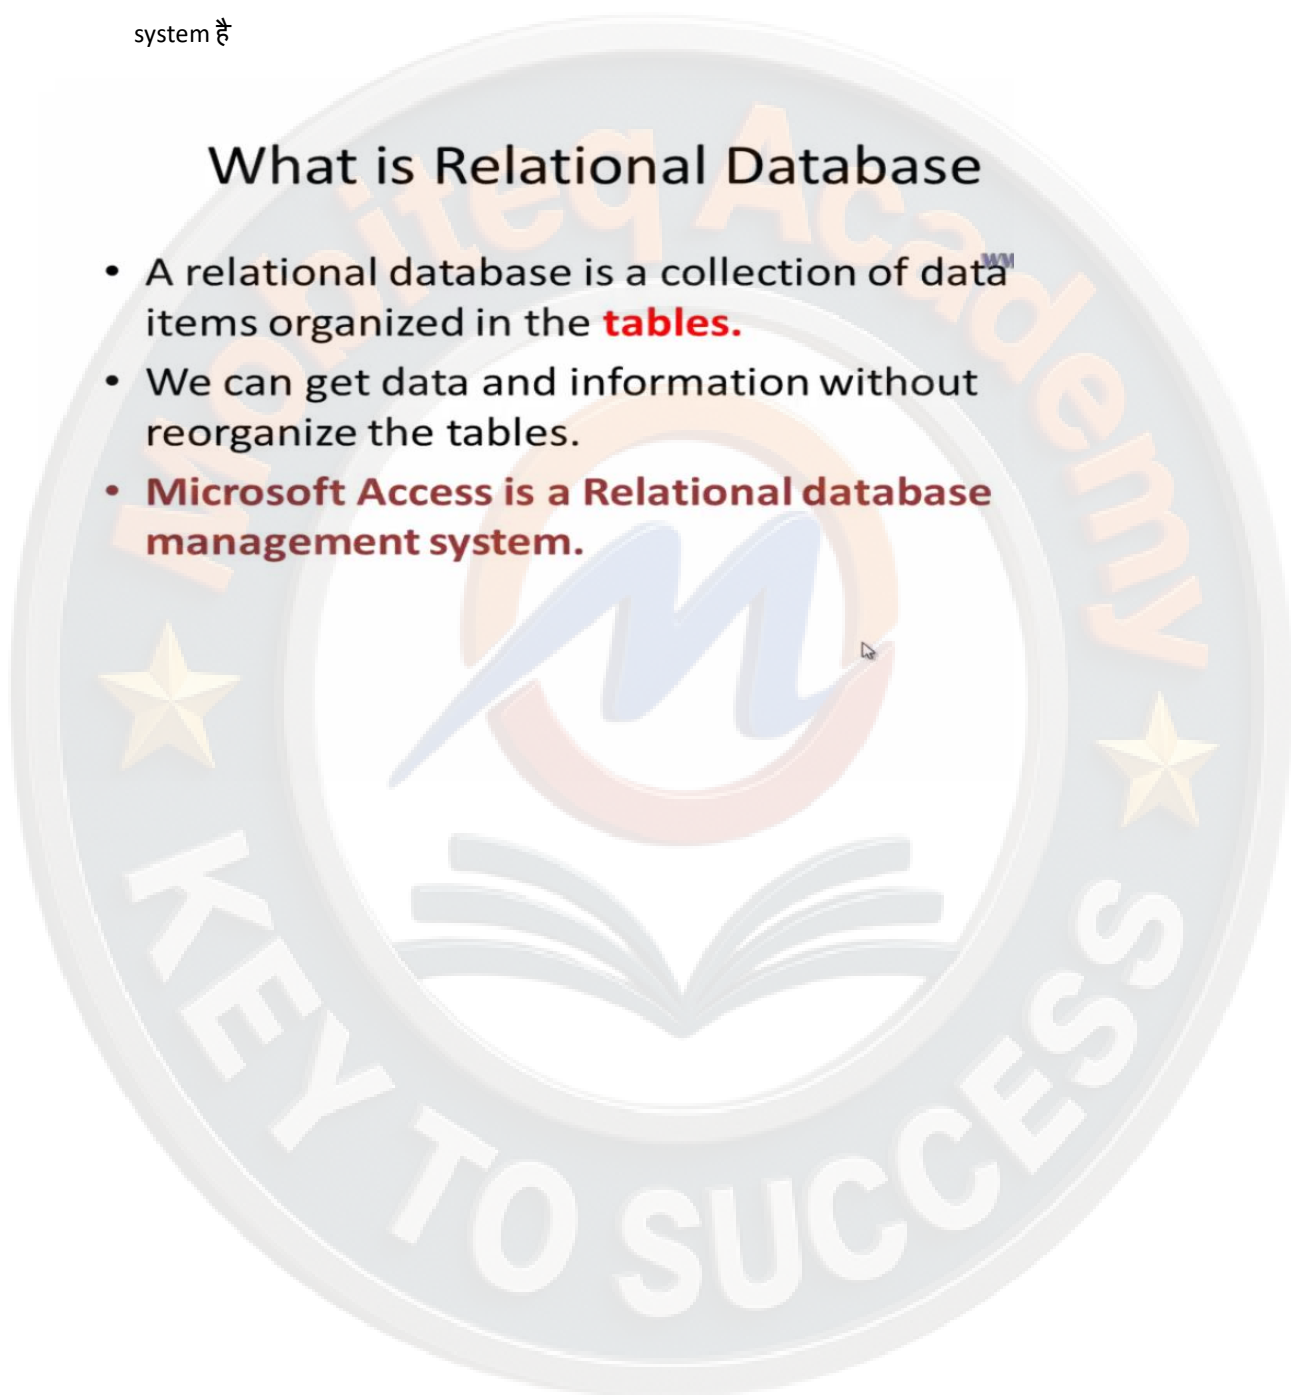 system है
What is Relational Database
• A relational database is a collection of data
items organized in the tables.
• We can get data and information without
reorganize the tables.
• Microsoft Access is a Relational database
management system.
Mobiteq Academy
KEY TO SUCCESS